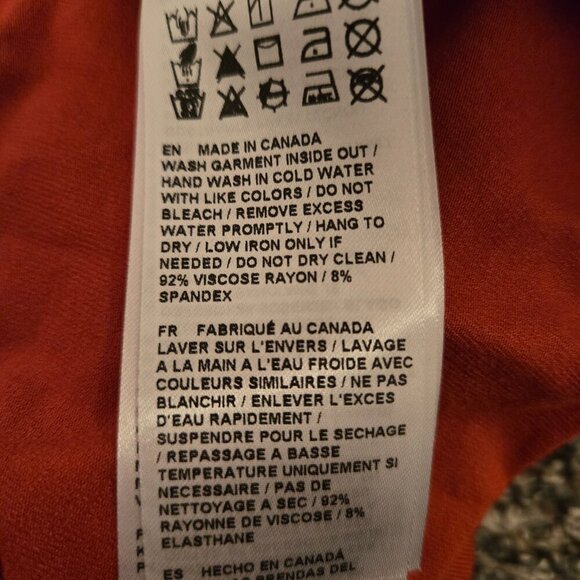 EN MADE IN CANADA
WASH GARMENT INSIDE OUT /
HAND WASH IN COLD WATER
WITH LIKE COLORS / DO NOT
BLEACH / REMOVE EXCESS
WATER PROMPTLY / HANG TO
DRY / LOW IRON ONLY IF
NEEDED / DO NOT DRY CLEAN /
92% VISCOSE RAYON / 8%
SPANDEX
FR FABRIQUÉ AU CANADA
LAVER SUR L'ENVERS / LAVAGE
A LA MAIN A L'EAU FROIDE AVEC
COULEURS SIMILAIRES / NE PAS
BLANCHIR / ENLEVER L'EXCES
D'EAU RAPIDEMENT /
SUSPENDRE POUR LE SECHAGE
/ REPASSAGE A BASSE
TEMPERATURE UNIQUEMENT SI
NECESSAIRE / PAS DE
NETTOYAGE A SEC / 92%
RAYONNE DE VISCOSE / 8%
ELASTHANE
ES HECHO EN CANADÁ
PRENDAS DEL